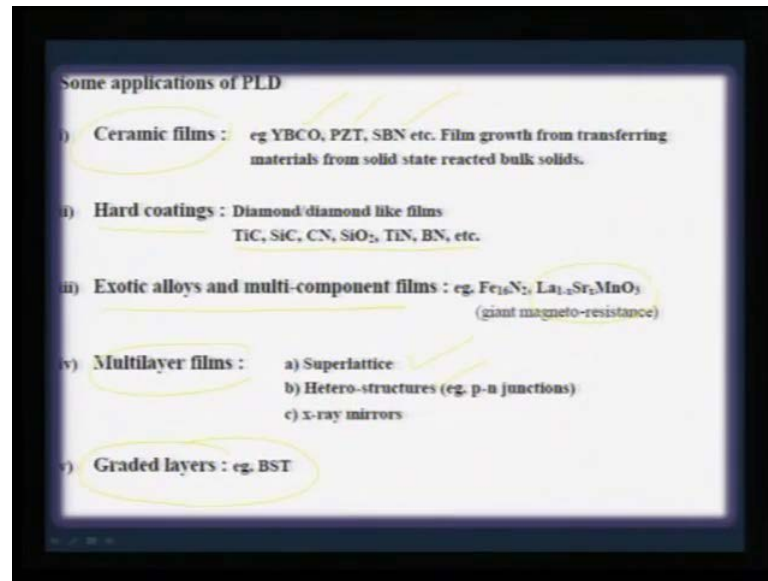 Some applications of PLD
i) Ceramic films : eg YBCO, PZT, SBN etc. Film growth from transferring
materials from solid state reacted bulk solids.
ii) Hard coatings : Diamond/diamond like films
TiC, SiC, CN, SiO₂, TiN, BN, etc.
iii) Exotic alloys and multi-component films : eg. Fe₁₆N₂, La₁₋ₓSrₓMnO₃
(giant magneto-resistance)
iv) Multilayer films : a) Superlattice
b) Hetero-structures (eg. p-n junctions)
c) x-ray mirrors
v) Graded layers : eg. BST